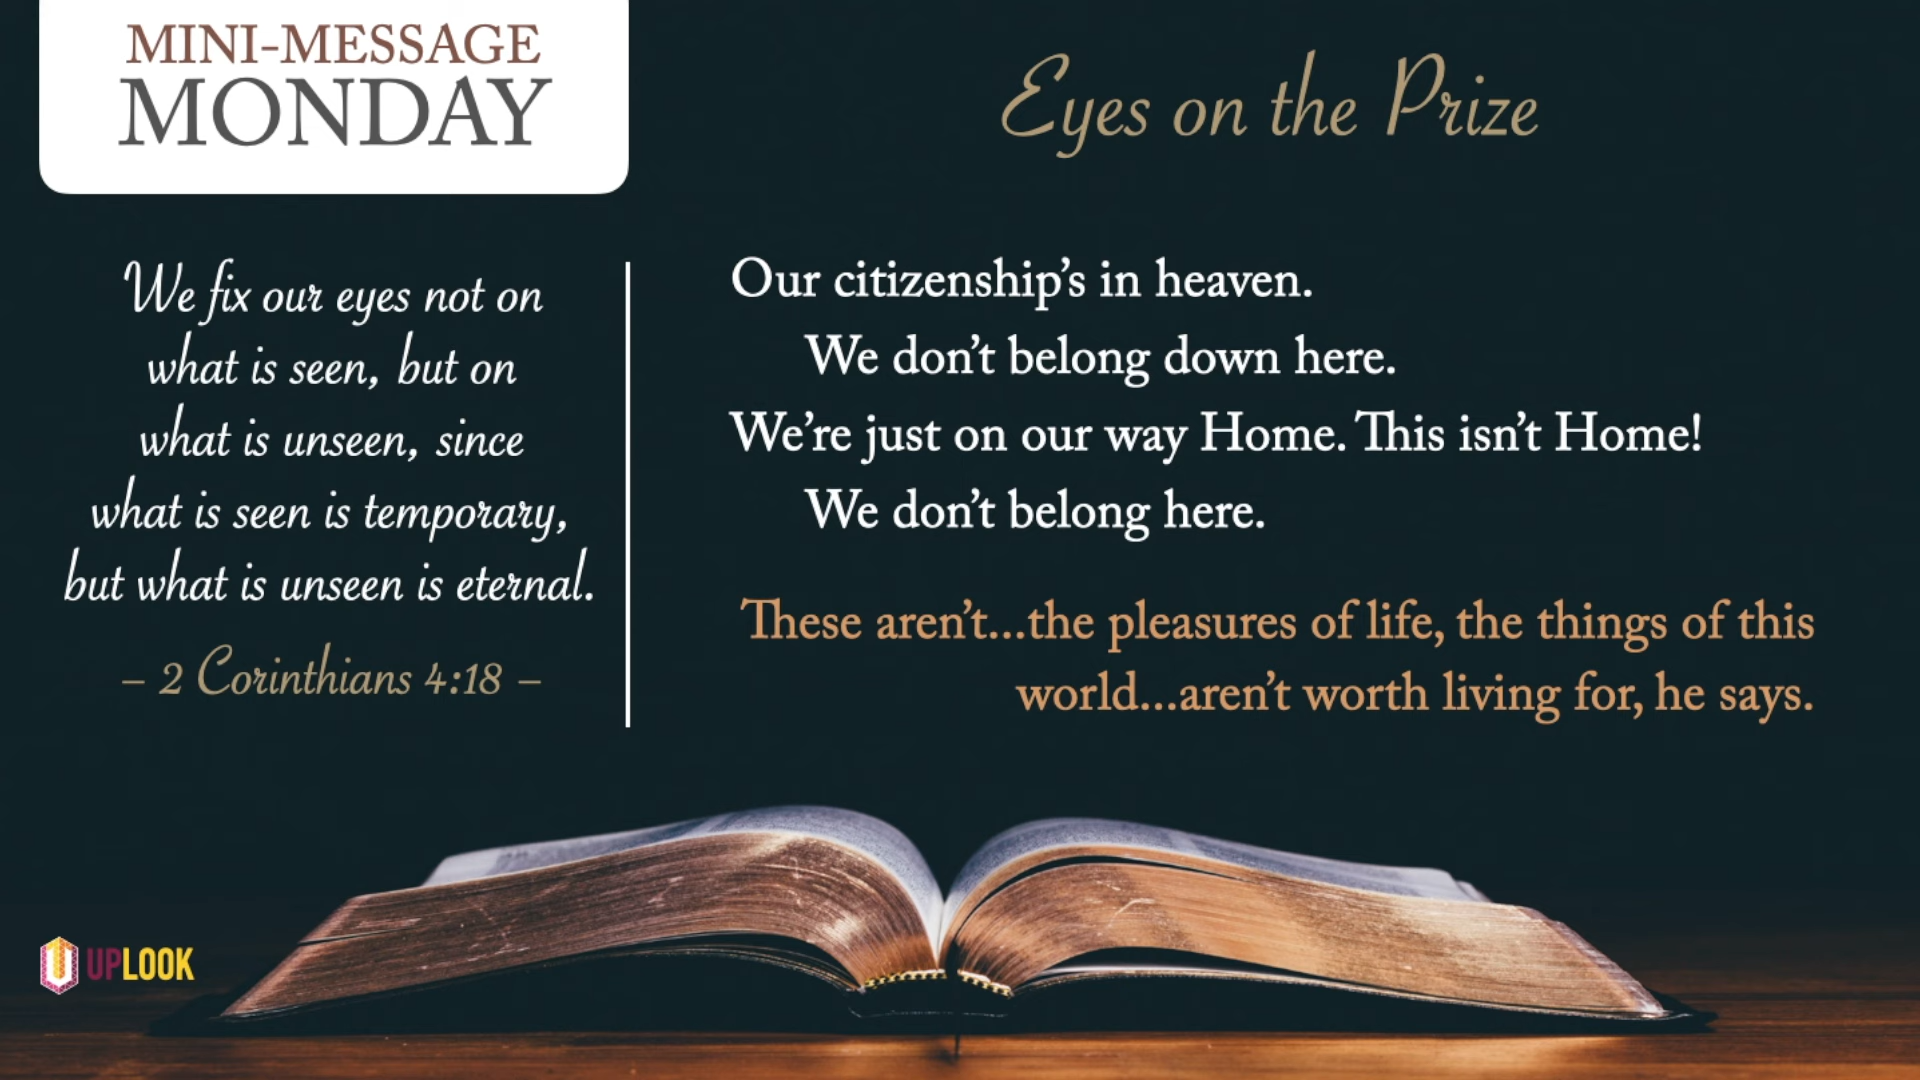 MINI-MESSAGE
MONDAY
Eyes on the Prize
We fix our eyes not on
what is seen, but on
what is unseen, since
what is seen is temporary,
but what is unseen is eternal.
– 2 Corinthians 4:18 –
Our citizenship’s in heaven.
We don’t belong down here.
We’re just on our way Home. This isn’t Home!
We don’t belong here.
These aren’t...the pleasures of life, the things of this
world...aren’t worth living for, he says.
UPLOOK